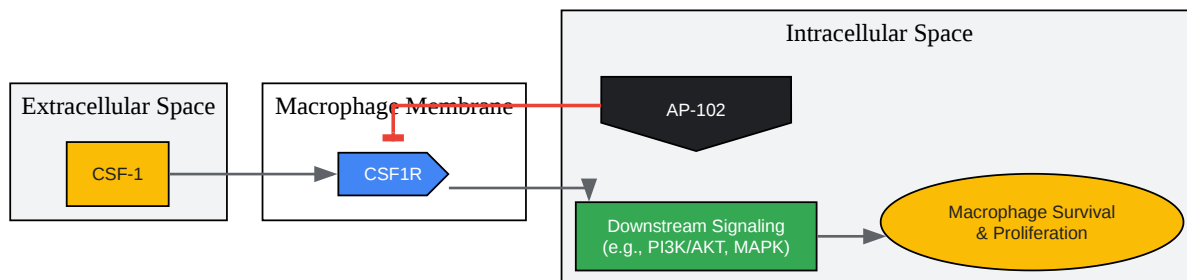 Extracellular Space
CSF-1
Macrophage Membrane
CSF1R
Intracellular Space
AP-102
Downstream Signaling
(e.g., PI3K/AKT, MAPK)
Macrophage Survival
& Proliferation